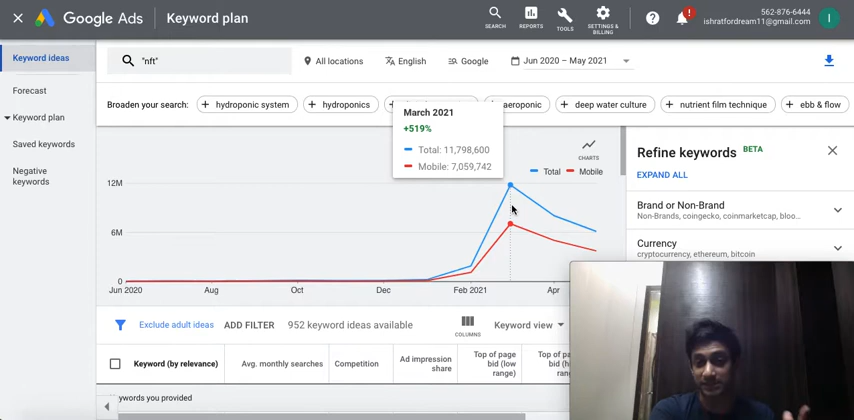 Google Ads
Keyword plan
SEARCH
REPORTS
TOOLS
SETTINGS &
BILLING
!
562-876-6444
ishratfordream11@gmail.com
I
Keyword ideas
Forecast
Keyword plan
Saved keywords
Negative
keywords
"nft"
All locations
English
Google
Jun 2020 – May 2021
Broaden your search:
hydroponic system
hydroponics
aeroponic
deep water culture
nutrient film technique
ebb & flow
March 2021
+519%
Total: 11,798,600
Mobile: 7,059,742
CHARTS
Total
Mobile
12M
6M
0
Jun 2020
Aug
Oct
Dec
Feb 2021
Apr
Refine keywords BETA
EXPAND ALL
Brand or Non-Brand
Non-Brands, coingecko, coinmarketcap, bloo...
Currency
cryptocurrency, ethereum, bitcoin
Exclude adult ideas
ADD FILTER
952 keyword ideas available
COLUMNS
Keyword view
Keyword (by relevance)
Avg. monthly searches
Competition
Ad impression
share
Top of page
bid (low
range)
Top of pa
bid (hi
ran
eywords you provided